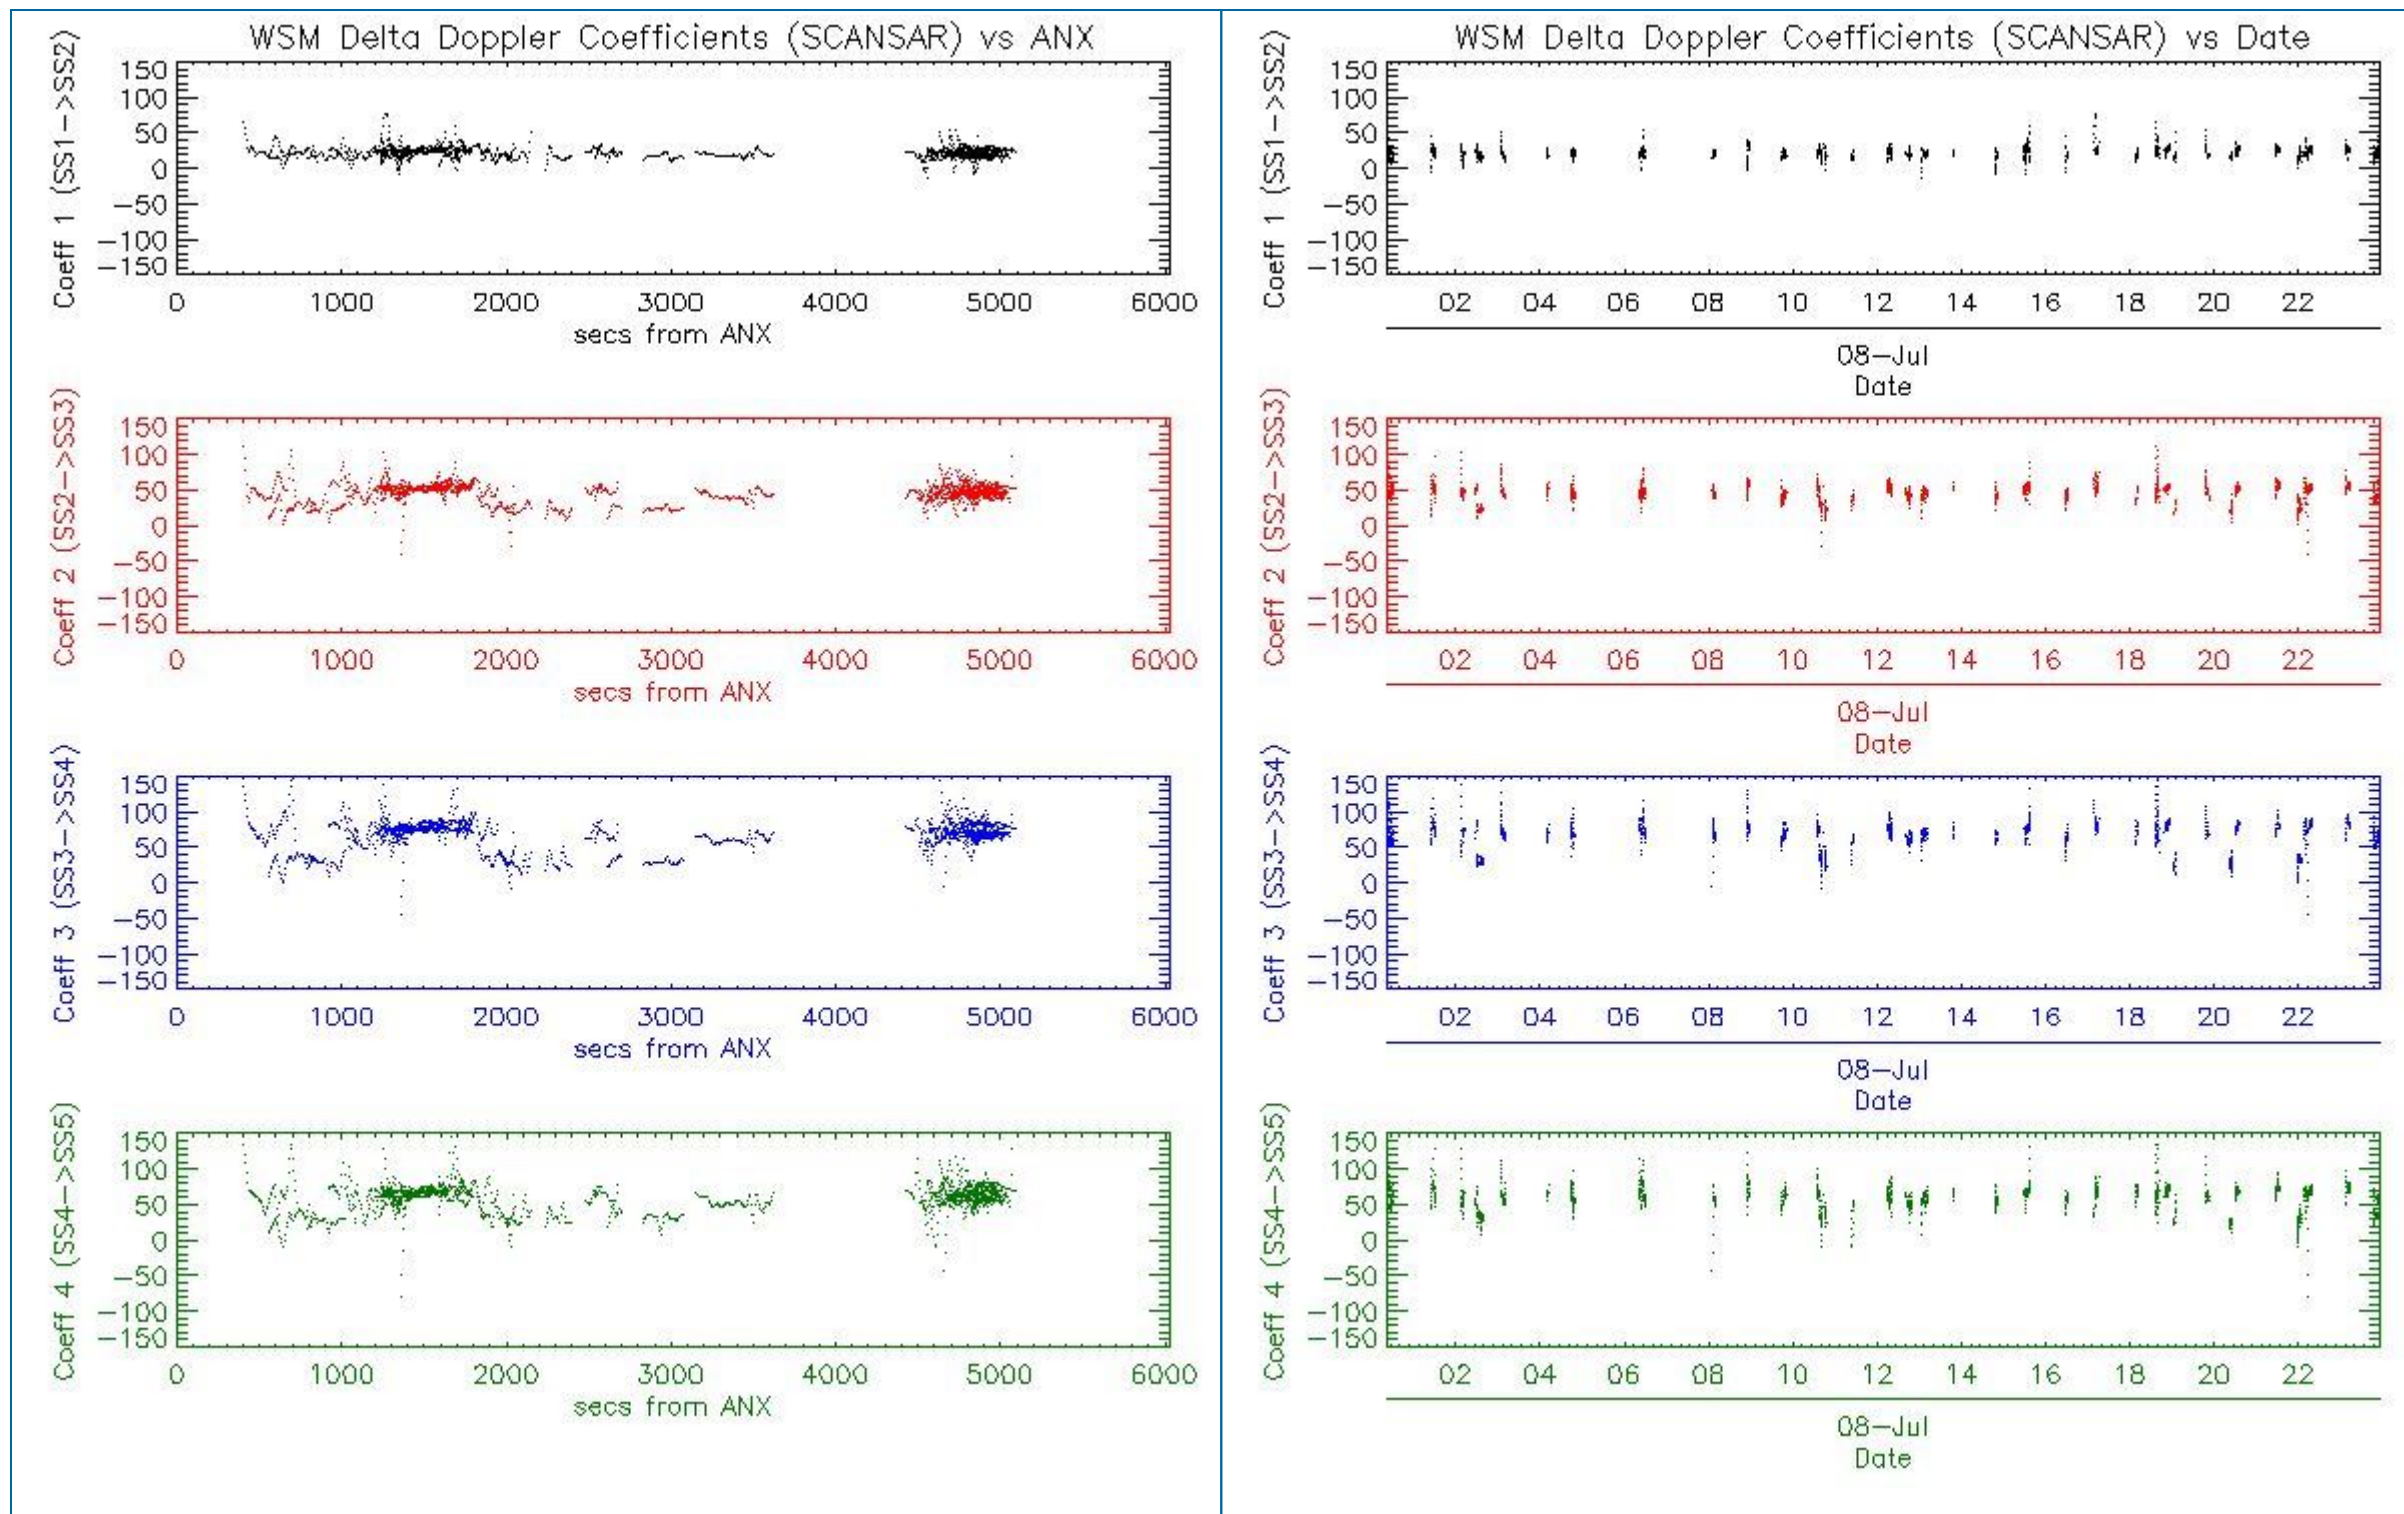 WSM Delta Doppler Coefficients (SCANSAR) vs ANX
Coeff 1 (SS1->SS2)
150
100
50
0
-50
-100
-150
0 1000 2000 3000 4000 5000 6000
secs from ANX
Coeff 2 (SS2->SS3)
150
100
50
0
-50
-100
-150
0 1000 2000 3000 4000 5000 6000
secs from ANX
Coeff 3 (SS3->SS4)
150
100
50
0
-50
-100
-150
0 1000 2000 3000 4000 5000 6000
secs from ANX
Coeff 4 (SS4->SS5)
150
100
50
0
-50
-100
-150
0 1000 2000 3000 4000 5000 6000
secs from ANX
WSM Delta Doppler Coefficients (SCANSAR) vs Date
Coeff 1 (SS1->SS2)
150
100
50
0
-50
-100
-150
02 04 06 08 10 12 14 16 18 20 22
08-Jul
Date
Coeff 2 (SS2->SS3)
150
100
50
0
-50
-100
-150
02 04 06 08 10 12 14 16 18 20 22
08-Jul
Date
Coeff 3 (SS3->SS4)
150
100
50
0
-50
-100
-150
02 04 06 08 10 12 14 16 18 20 22
08-Jul
Date
Coeff 4 (SS4->SS5)
150
100
50
0
-50
-100
-150
02 04 06 08 10 12 14 16 18 20 22
08-Jul
Date